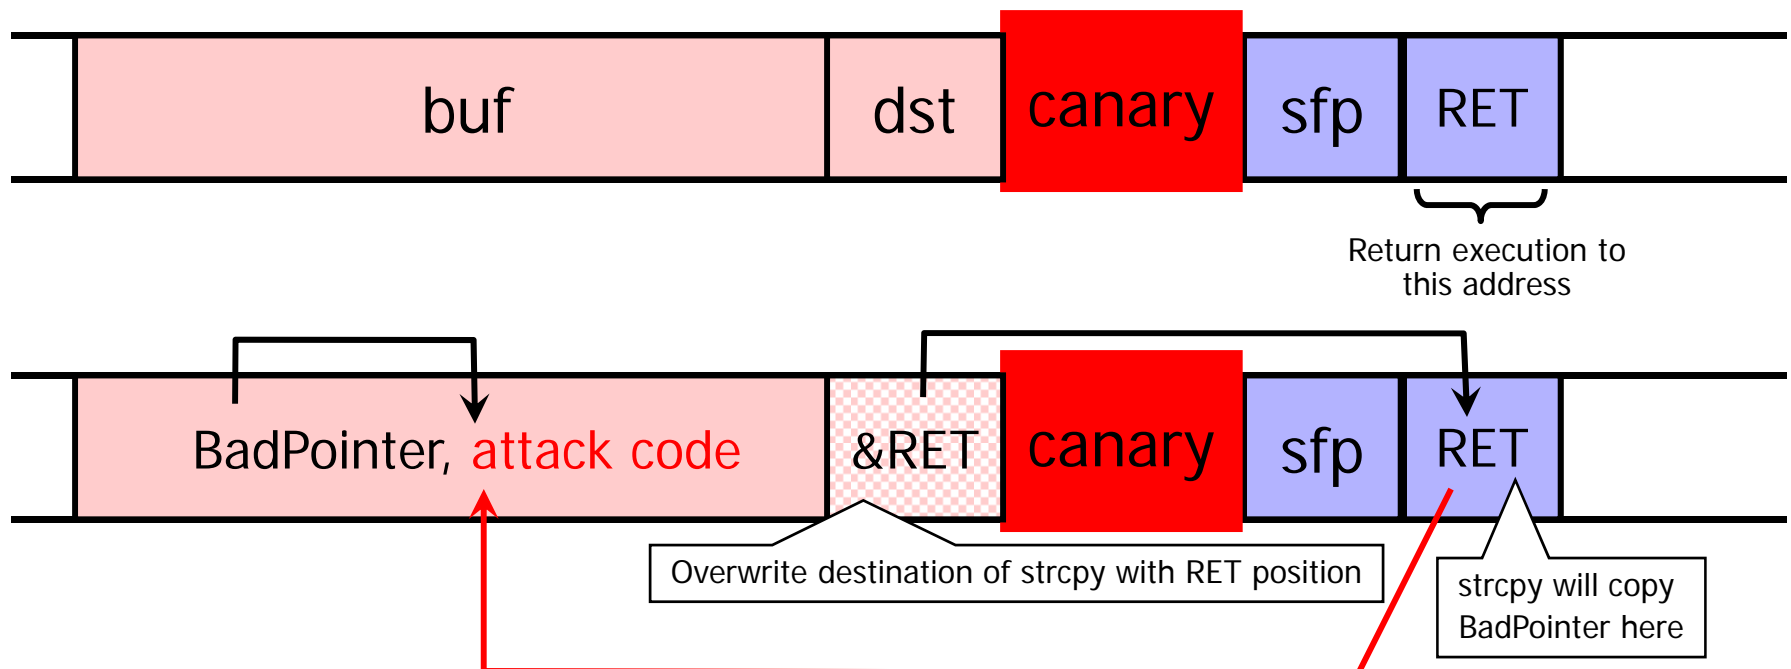 buf dst canary sfp RET
Return execution to
this address
BadPointer, attack code &RET canary sfp RET
Overwrite destination of strcpy with RET position
strcpy will copy
BadPointer here